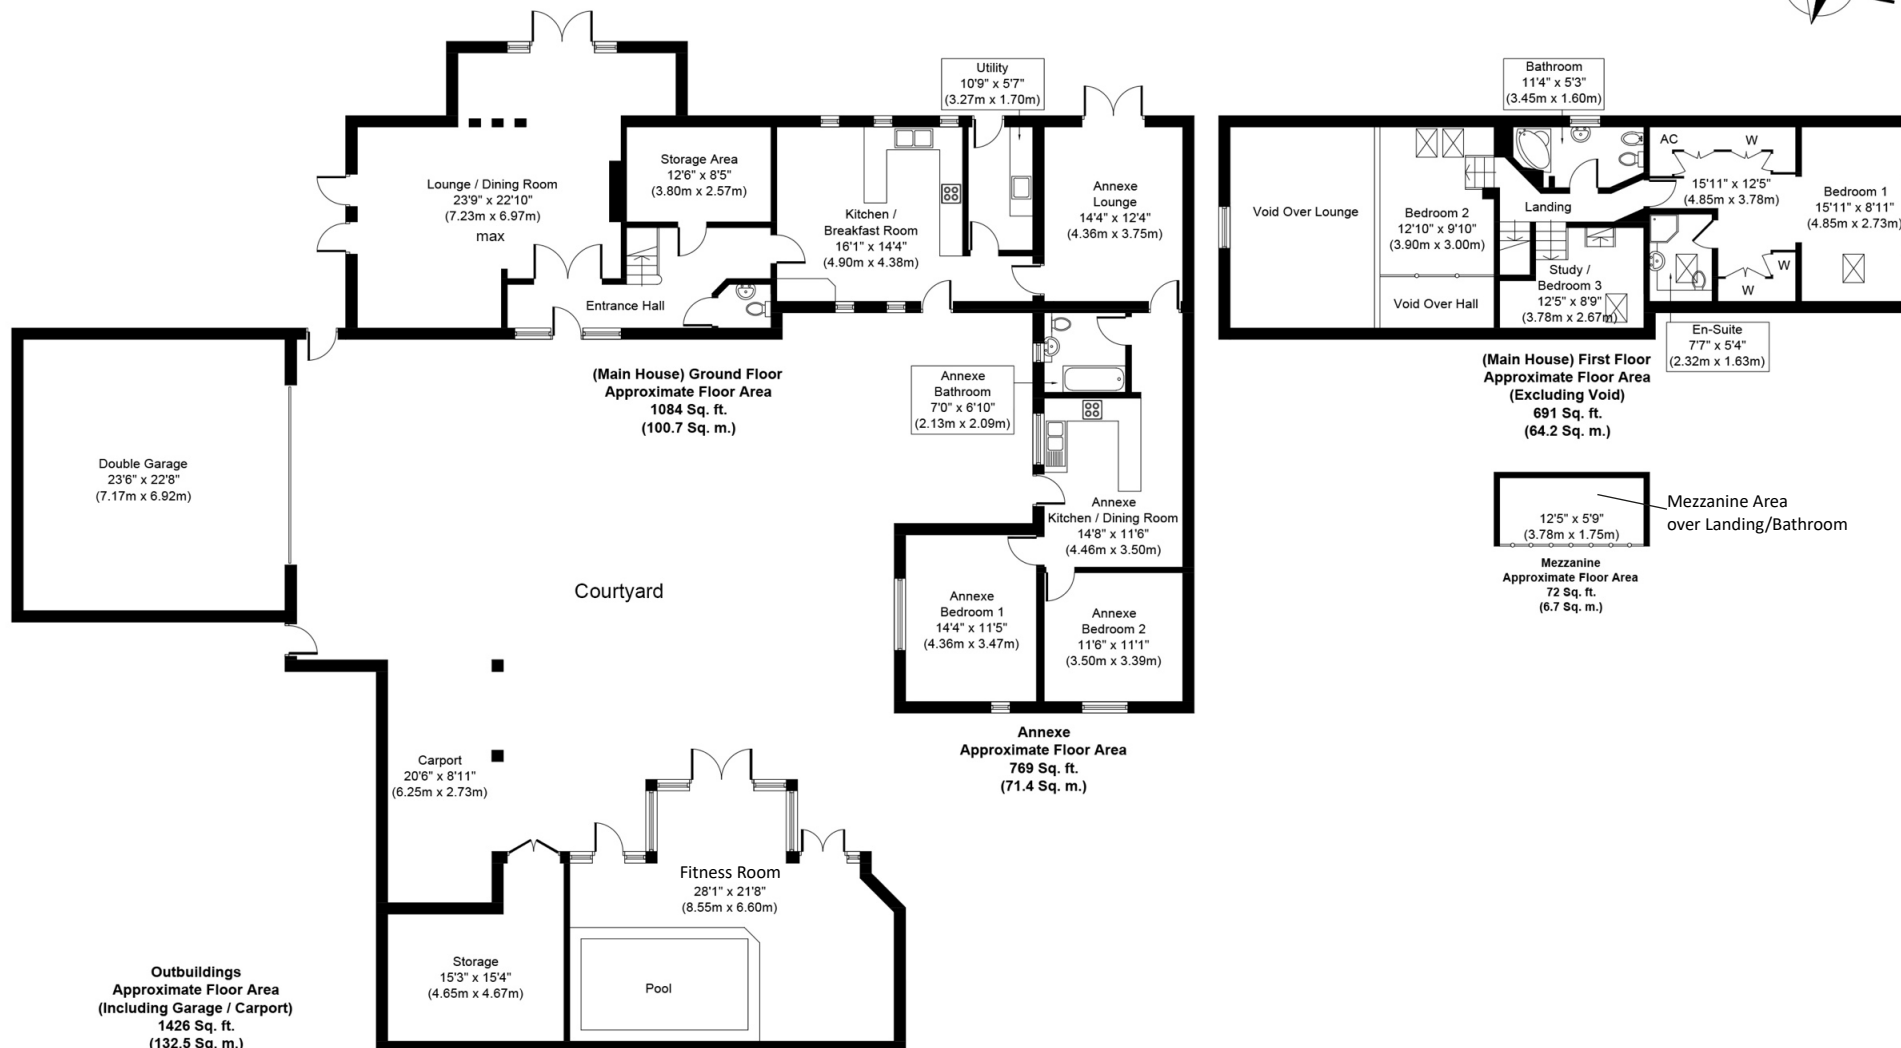 Utility
10'9" x 5'7"
(3.27m x 1.70m)
Bathroom
11'4" x 5'3"
(3.45m x 1.60m)
Lounge / Dining Room
23'9" x 22'10"
(7.23m x 6.97m)
max
Storage Area
12'6" x 8'5"
(3.80m x 2.57m)
Kitchen /
Breakfast Room
16'1" x 14'4"
(4.90m x 4.38m)
Annexe
Lounge
14'4" x 12'4"
(4.36m x 3.75m)
Entrance Hall
Void Over Lounge
Bedroom 2
12'10" x 9'10"
(3.90m x 3.00m)
Void Over Hall
Landing
AC
W
15'11" x 12'5"
(4.85m x 3.78m)
W
W
Bedroom 1
15'11" x 8'11"
(4.85m x 2.73m)
Study /
Bedroom 3
12'5" x 8'9"
(3.78m x 2.67m)
En-Suite
7'7" x 5'4"
(2.32m x 1.63m)
(Main House) Ground Floor
Approximate Floor Area
1084 Sq. ft.
(100.7 Sq. m.)
Annexe
Bathroom
7'0" x 6'10"
(2.13m x 2.09m)
(Main House) First Floor
Approximate Floor Area
(Excluding Void)
691 Sq. ft.
(64.2 Sq. m.)
Double Garage
23'6" x 22'8"
(7.17m x 6.92m)
Annexe
Kitchen / Dining Room
14'8" x 11'6"
(4.46m x 3.50m)
12'5" x 5'9"
(3.78m x 1.75m)
Mezzanine Area
over Landing/Bathroom
Mezzanine
Approximate Floor Area
72 Sq. ft.
(6.7 Sq. m.)
Courtyard
Annexe
Bedroom 1
14'4" x 11'5"
(4.36m x 3.47m)
Annexe
Bedroom 2
11'6" x 11'1"
(3.50m x 3.39m)
Annexe
Approximate Floor Area
769 Sq. ft.
(71.4 Sq. m.)
Carport
20'6" x 8'11"
(6.25m x 2.73m)
Fitness Room
28'1" x 21'8"
(8.55m x 6.60m)
Storage
15'3" x 15'4"
(4.65m x 4.67m)
Pool
Outbuildings
Approximate Floor Area
(Including Garage / Carport)
1426 Sq. ft.
(132.5 Sq. m.)